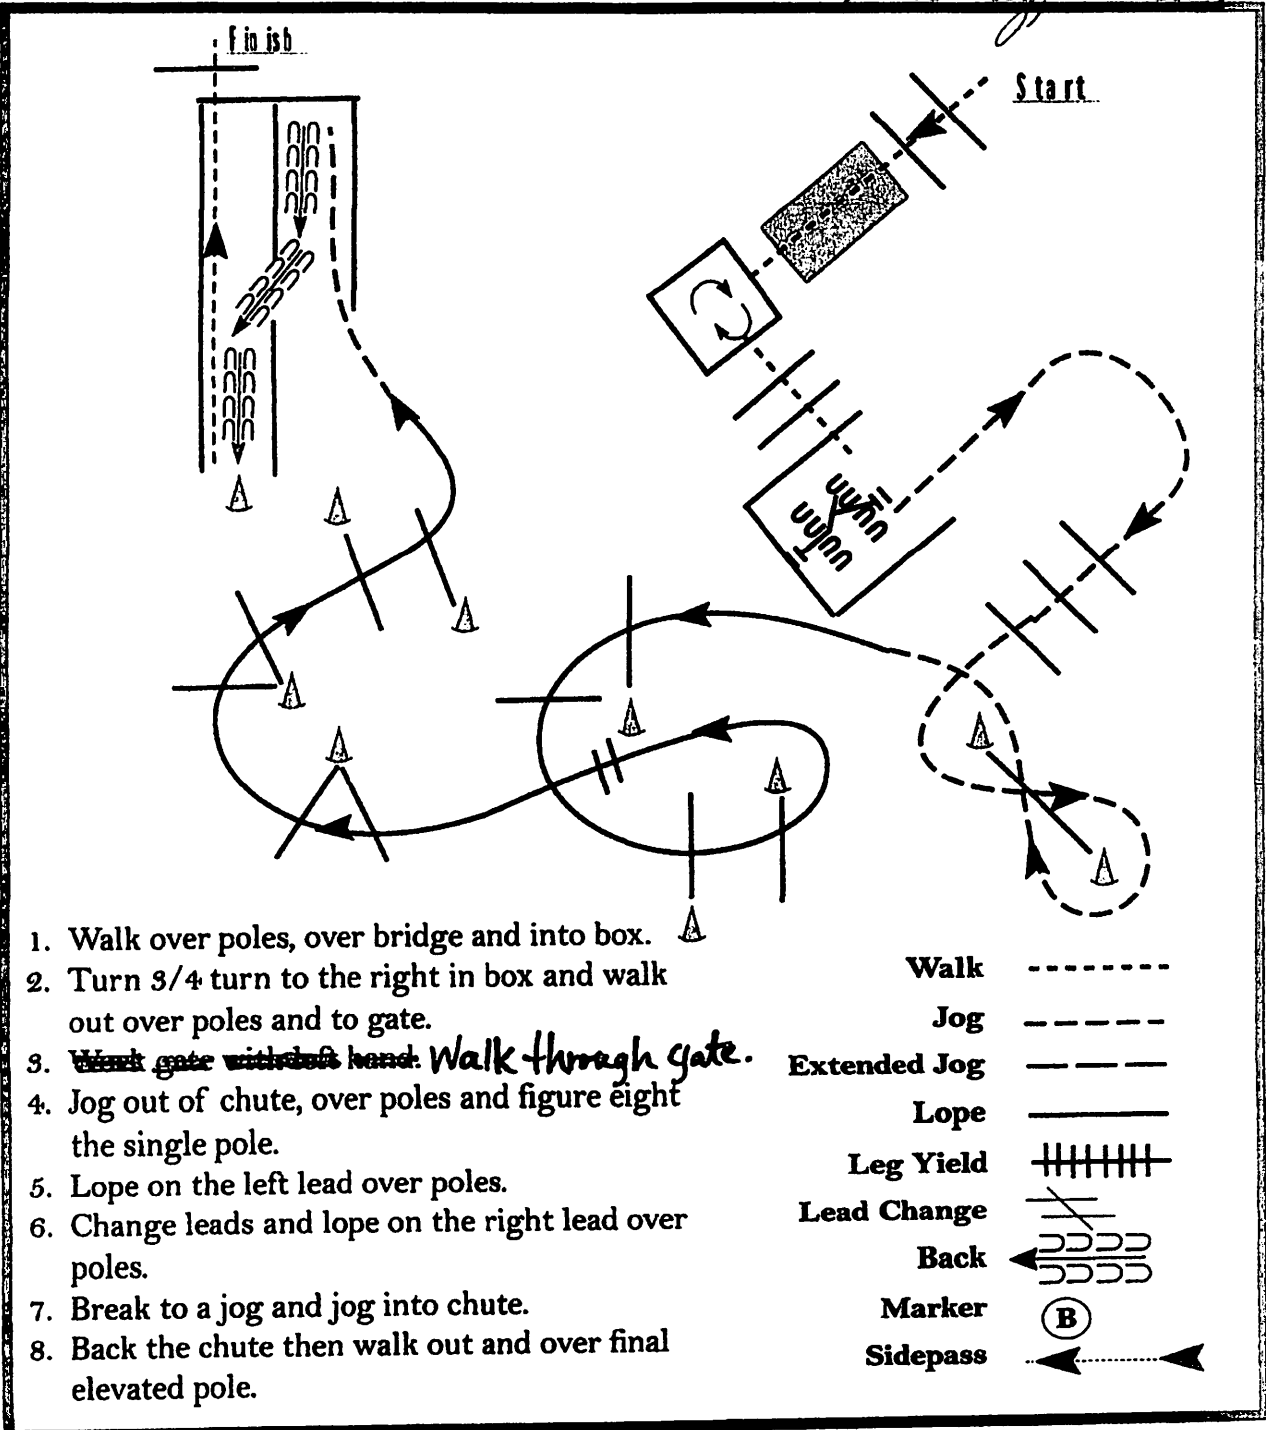 Finish
Start
1. Walk over poles, over bridge and into box.
2. Turn 3/4 turn to the right in box and walk
out over poles and to gate.
3. Work gate with left hand. Walk through gate.
4. Jog out of chute, over poles and figure eight
the single pole.
5. Lope on the left lead over poles.
6. Change leads and lope on the right lead over
poles.
7. Break to a jog and jog into chute.
8. Back the chute then walk out and over final
elevated pole.
Walk
Jog
Extended Jog
Lope
Leg Yield
Lead Change
Back
Marker B
Sidepass